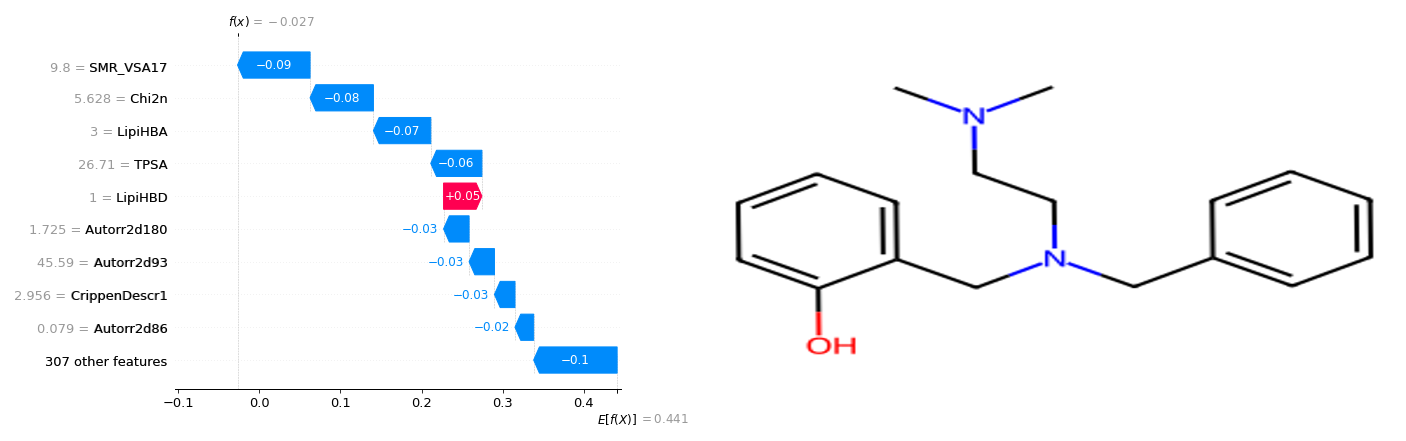 f(x) = −0.027
9.8 = SMR_VSA17
−0.09
5.628 = Chi2n
−0.08
3 = LipiHBA
−0.07
26.71 = TPSA
−0.06
1 = LipiHBD
+0.05
1.725 = Autorr2d180
−0.03
45.59 = Autorr2d93
−0.03
2.956 = CrippenDescr1
−0.03
0.079 = Autorr2d86
−0.02
307 other features
−0.1
−0.1 0.0 0.1 0.2 0.3 0.4
E[f(X)] = 0.441
N
N
OH